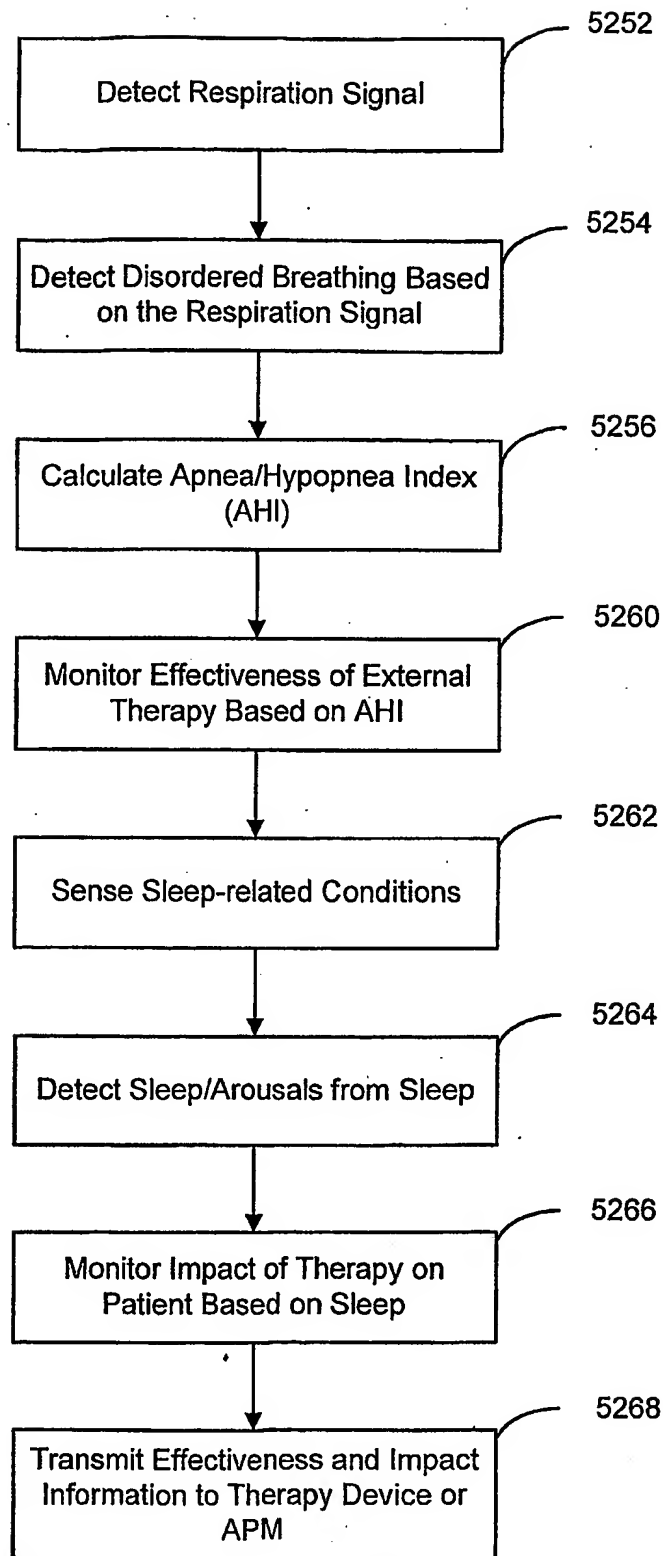 5252
Detect Respiration Signal
5254
Detect Disordered Breathing Based
on the Respiration Signal
5256
Calculate Apnea/Hypopnea Index
(AHI)
5260
Monitor Effectiveness of External
Therapy Based on AHI
5262
Sense Sleep-related Conditions
5264
Detect Sleep/Arousals from Sleep
5266
Monitor Impact of Therapy on
Patient Based on Sleep
5268
Transmit Effectiveness and Impact
Information to Therapy Device or
APM